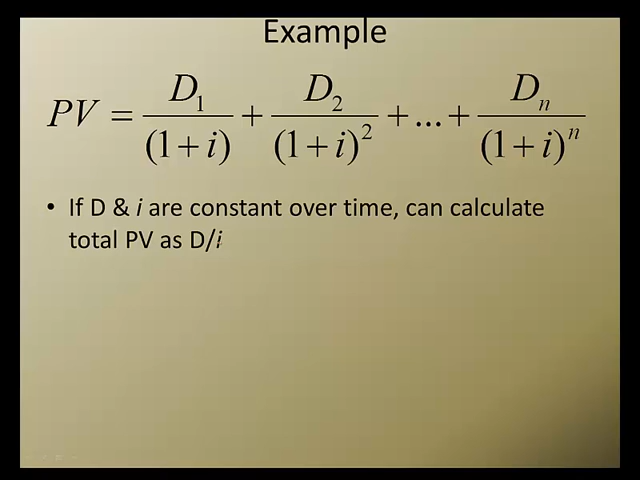 Example
PV = D₁/(1+i) + D₂/(1+i)² + ... + Dₙ/(1+i)ⁿ
• If D & i are constant over time, can calculate
total PV as D/i